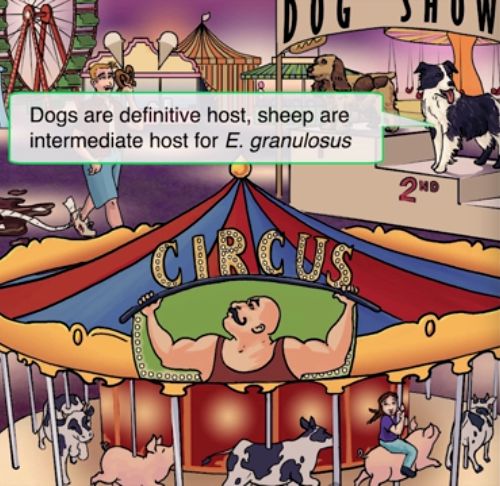 DOG SHOW
Dogs are definitive host, sheep are
intermediate host for E. granulosus
2ND
CIRCUS